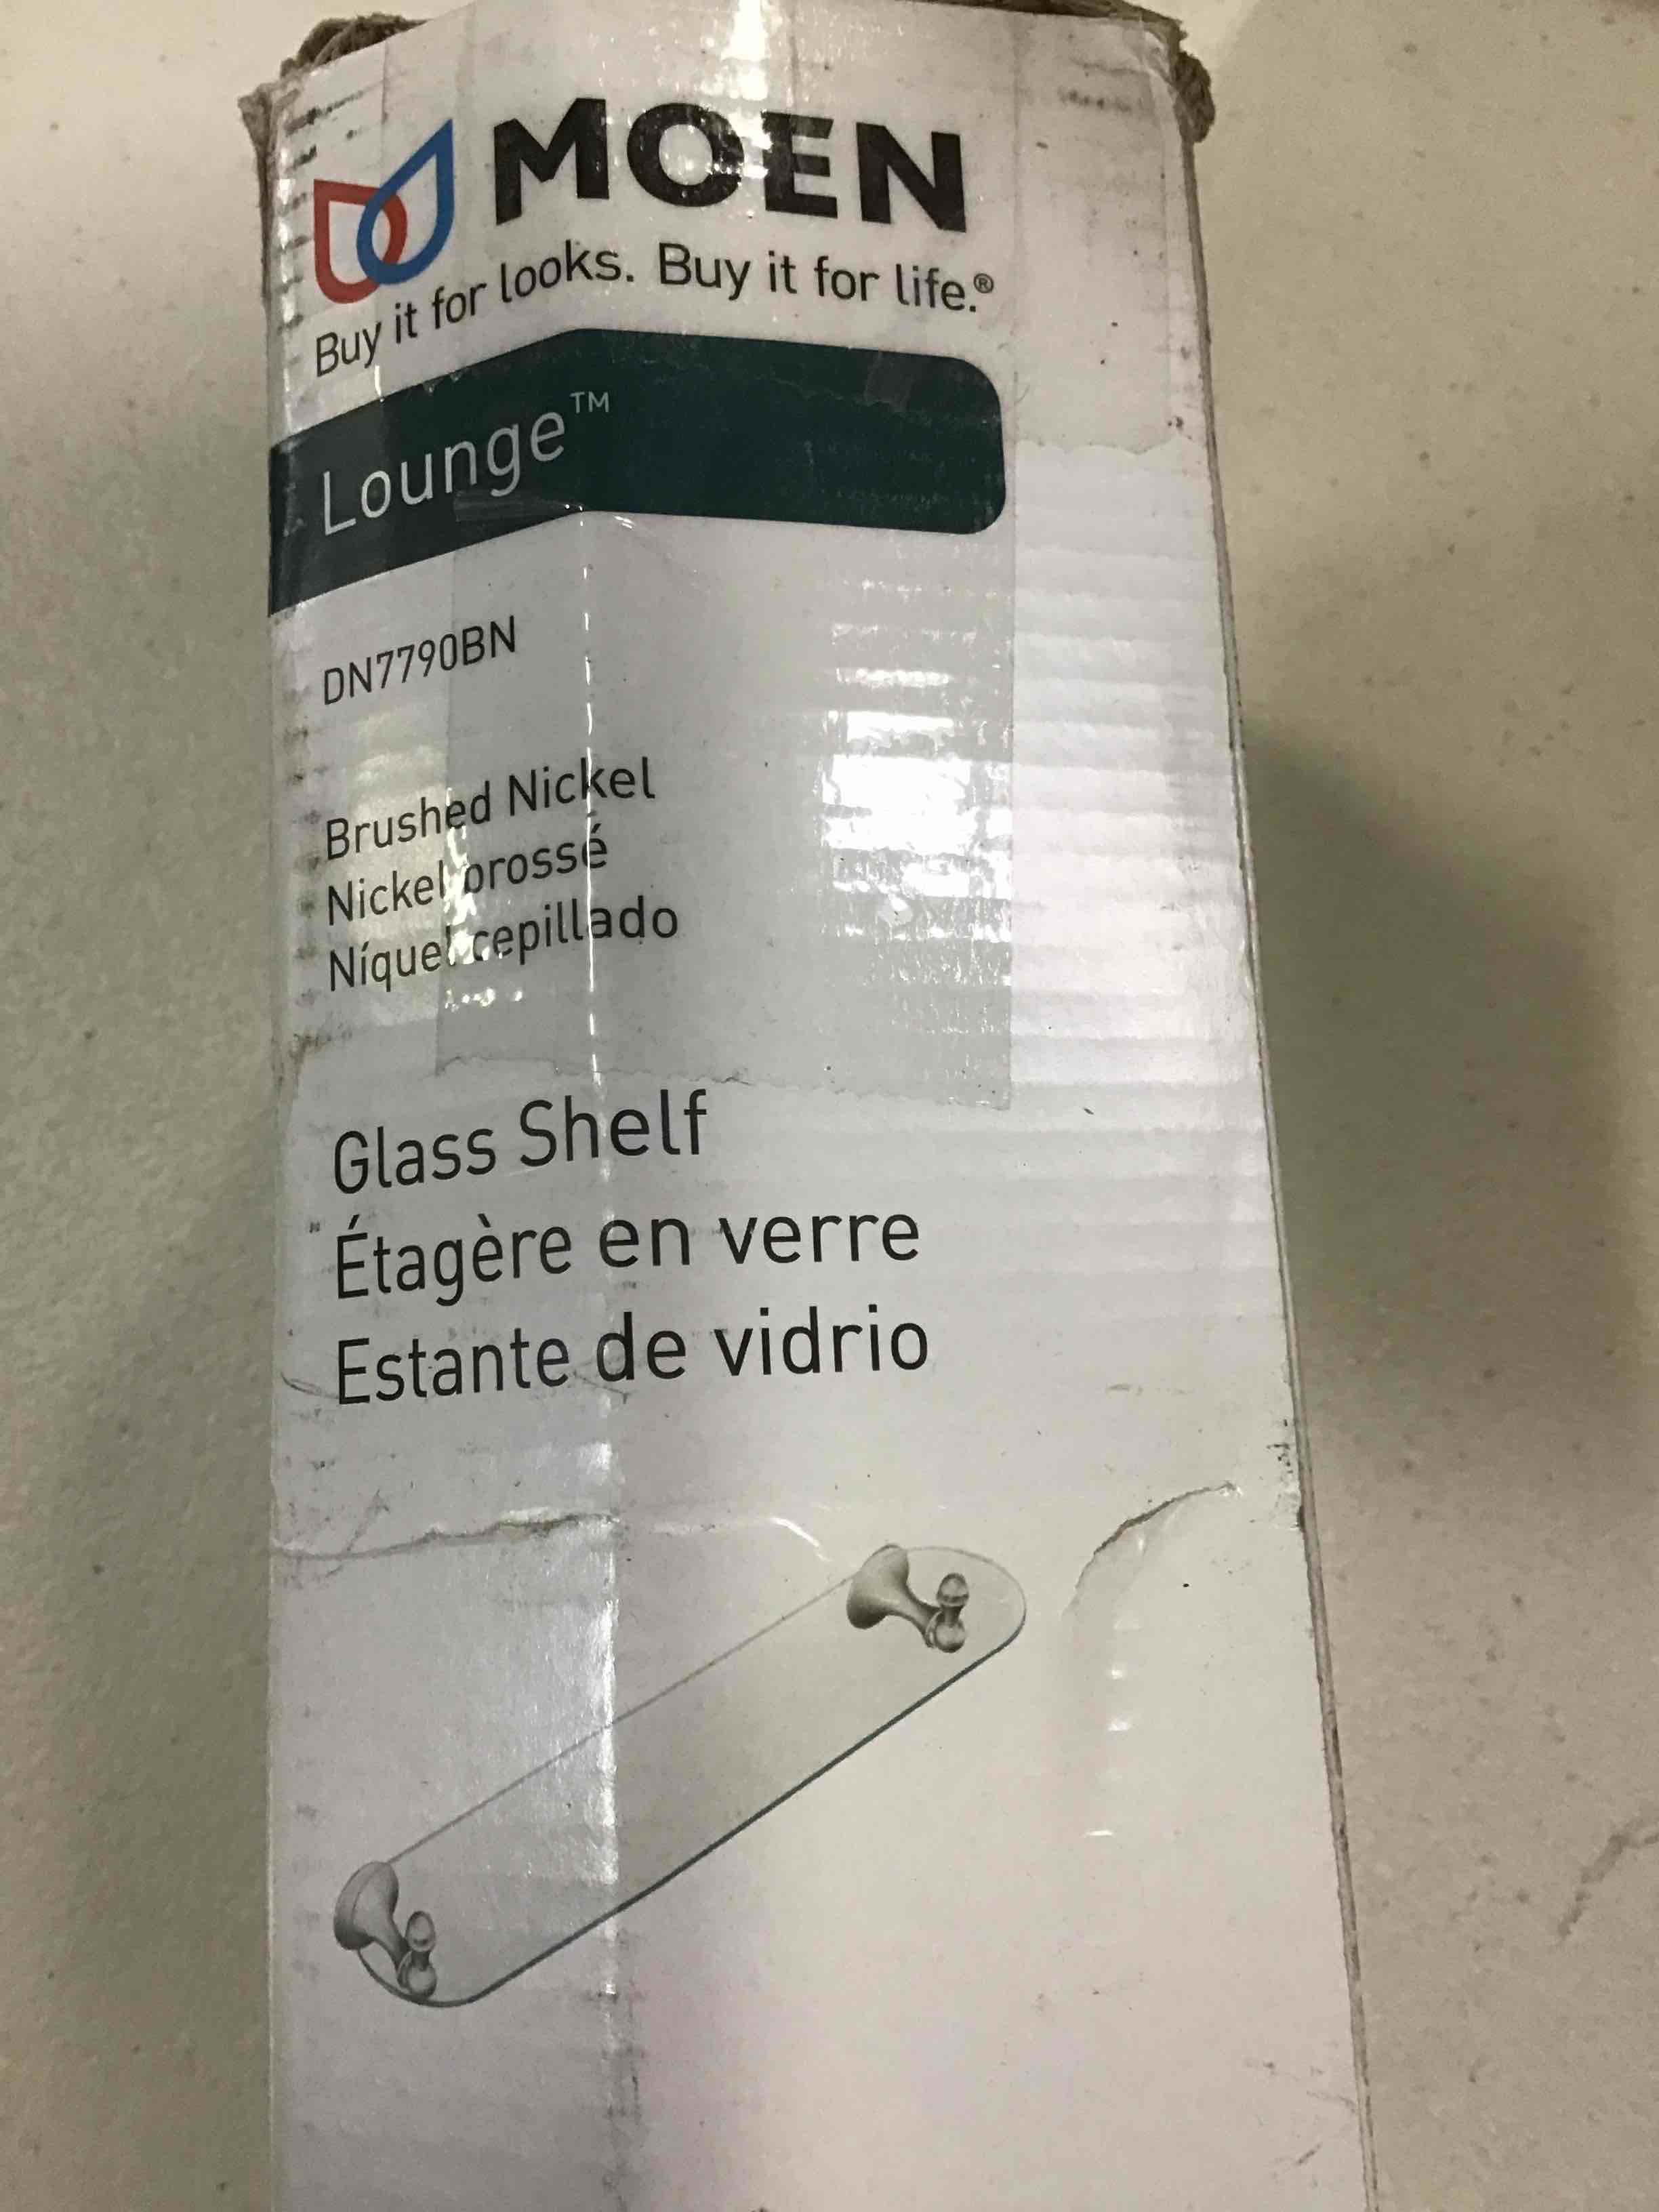 MOEN
Buy it for looks. Buy it for life.®
Lounge™
DN7790BN
Brushed Nickel
Nickel brossé
Níquel cepillado
Glass Shelf
Étagère en verre
Estante de vidrio